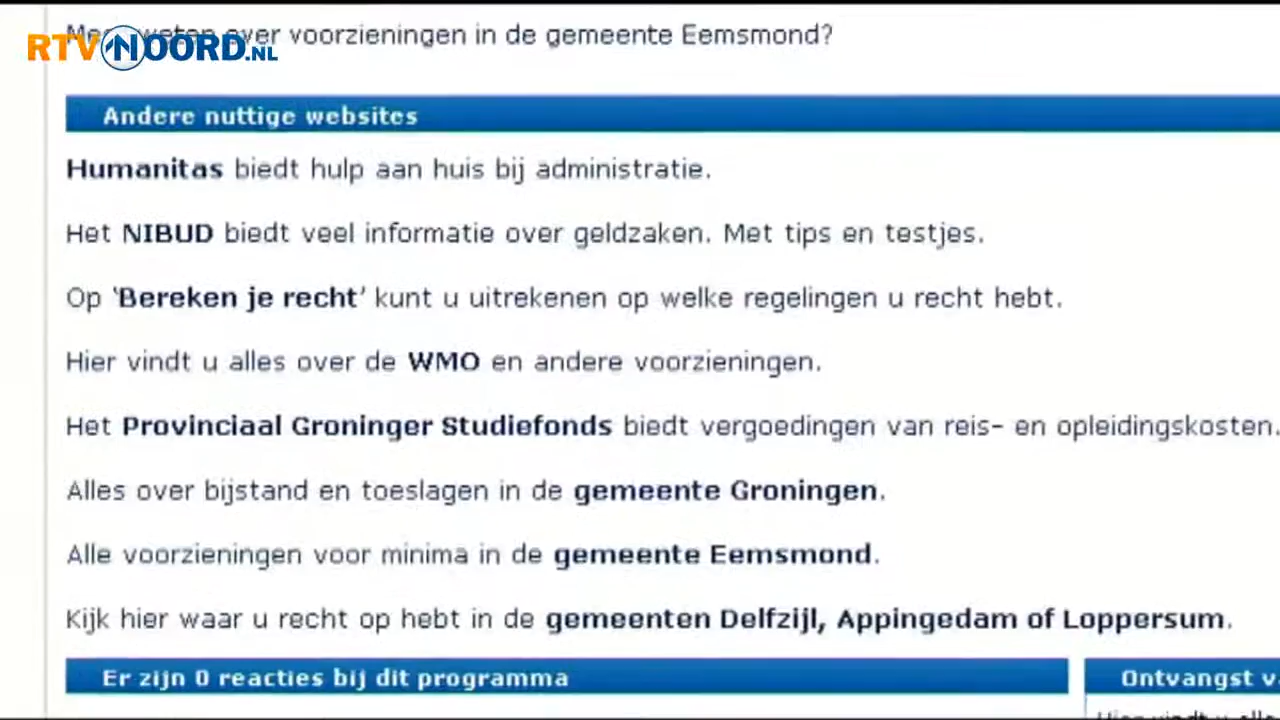 Meer weten over voorzieningen in de gemeente Eemsmond?
RTV NOORD.NL
Andere nuttige websites
Humanitas biedt hulp aan huis bij administratie.
Het NIBUD biedt veel informatie over geldzaken. Met tips en testjes.
Op 'Bereken je recht' kunt u uitrekenen op welke regelingen u recht hebt.
Hier vindt u alles over de WMO en andere voorzieningen.
Het Provinciaal Groninger Studiefonds biedt vergoedingen van reis- en opleidingskosten.
Alles over bijstand en toeslagen in de gemeente Groningen.
Alle voorzieningen voor minima in de gemeente Eemsmond.
Kijk hier waar u recht op hebt in de gemeenten Delfzijl, Appingedam of Loppersum.
Er zijn 0 reacties bij dit programma
Ontvangst